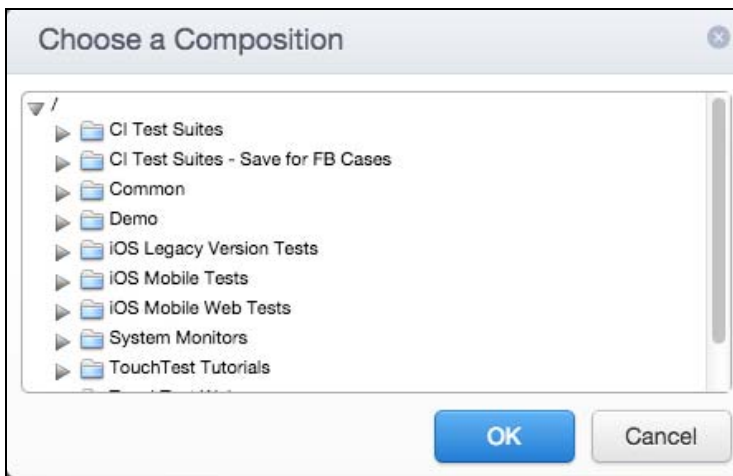 Choose a Composition
/
CI Test Suites
CI Test Suites - Save for FB Cases
Common
Demo
iOS Legacy Version Tests
iOS Mobile Tests
iOS Mobile Web Tests
System Monitors
TouchTest Tutorials
OK Cancel